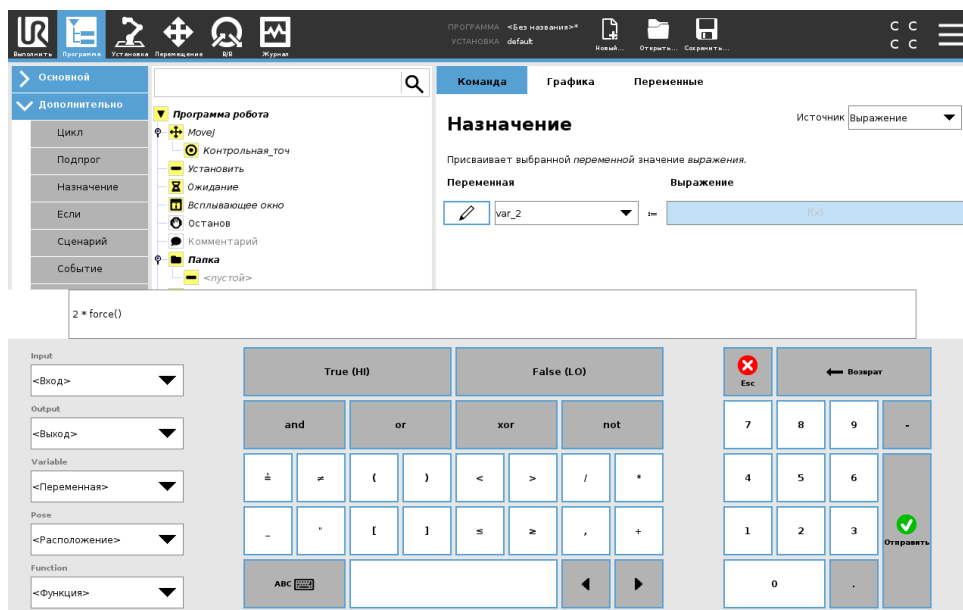 ПРОГРАММА <Без названия>*
УСТАНОВКА default
Выполнить Программа Установка Перемещение В/В Журнал Новый... Открыть... Сохранить...
C C
C C
Основной
Дополнительно
Цикл
Подпрог
Назначение
Если
Сценарий
Событие
Программа робота
MoveJ
Контрольная_точ
Установить
Ожидание
Всплывающее окно
Останов
Комментарий
Папка
<пустой>
Команда Графика Переменные
Назначение
Источник Выражение
Присваивает выбранной переменной значение выражения.
Переменная Выражение
var_2 := f(x)
2 * force()
Input
<Вход>
Output
<Выход>
Variable
<Переменная>
Pose
<Расположение>
Function
<Функция>
True (HI) False (LO)
and or xor not
≟ ≠ ( ) < > / *
_ " [ ] ≤ ≥ , +
ABC
Esc Возврат
7 8 9 -
4 5 6
1 2 3 Отправить
0 .